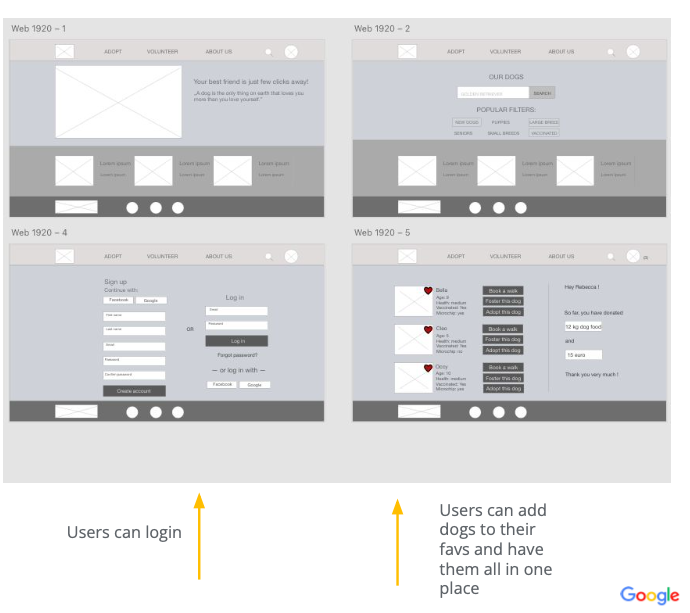 Web 1920 – 1
ADOPT VOLUNTEER ABOUT US
Your best friend is just few clicks away!
„A dog is the only thing on earth that loves you
more than you love yourself."
Lorem ipsum Lorem ipsum Lorem ipsum
Lorem ipsum Lorem ipsum Lorem ipsum
Web 1920 – 2
ADOPT VOLUNTEER ABOUT US
OUR DOGS
SEARCH
POPULAR FILTERS:
NEW DOGS PUPPIES LARGE BREED
SENIORS SMALL BREEDS VACCINATED
Lorem ipsum Lorem ipsum Lorem ipsum
Lorem ipsum Lorem ipsum Lorem ipsum
Web 1920 – 4
ADOPT VOLUNTEER ABOUT US
Sign up
Continue with:
Facebook Google
First name
Last name
Email
Password
Confirm password
Create account
OR
Log in
Email
Password
Log in
Forgot password?
— or log in with —
Facebook Google
Web 1920 – 5
ADOPT VOLUNTEER ABOUT US
Bella
Age: 9
Health: medium
Vaccinated: Yes
Microchip: yes
Book a walk
Foster this dog
Adopt this dog
Age: 5
Health: medium
Vaccinated: Yes
Microchip: no
Book a walk
Foster this dog
Adopt this dog
Age: 10
Health: medium
Vaccinated: Yes
Microchip: yes
Book a walk
Foster this dog
Adopt this dog
Hey Rebecca !
So far, you have donated:
12 kg dog food
and
15 euro
Thank you very much !
Users can login
Users can add
dogs to their
favs and have
them all in one
place
Google